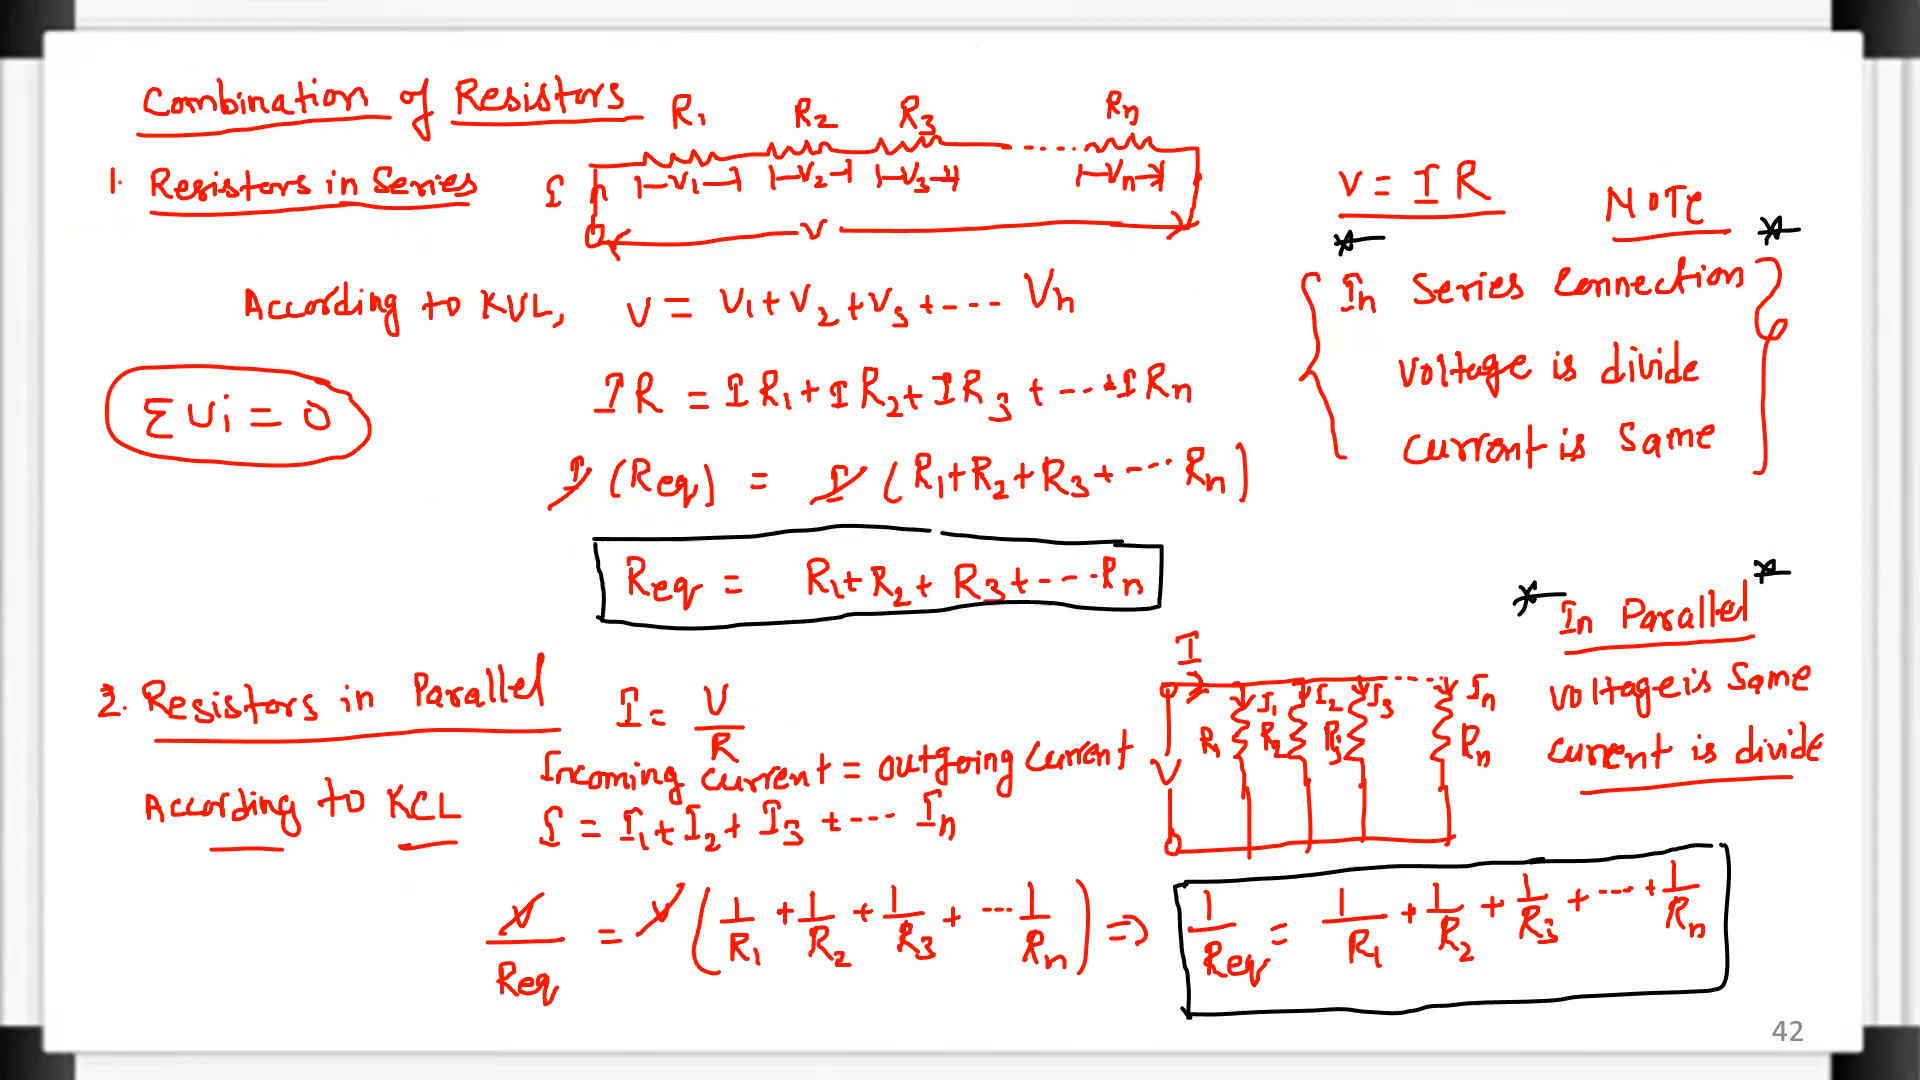 Combination of Resistors
1. Resistors in Series
R1 R2 R3 ..... Rn
I V1 V2 V3 Vn
V
V = IR
NOTE
In Series Connection
Voltage is divide
Current is Same
According to KVL, V = V1 + V2 + V3 + .... Vn
Σ Vi = 0
IR = IR1 + IR2 + IR3 + ...+ IRn
I (Req) = I (R1 + R2 + R3 + .... Rn)
Req = R1 + R2 + R3 + .... Rn
In Parallel
Voltage is Same
Current is divide
2. Resistors in Parallel
I = V/R
According to KCL
Incoming current = outgoing current
I = I1 + I2 + I3 + .... In
I
I1 I2 I3 In
R1 R2 R3 Rn
V
V/Req = V (1/R1 + 1/R2 + 1/R3 + ... 1/Rn) ⇒ 1/Req = 1/R1 + 1/R2 + 1/R3 + .... + 1/Rn
42